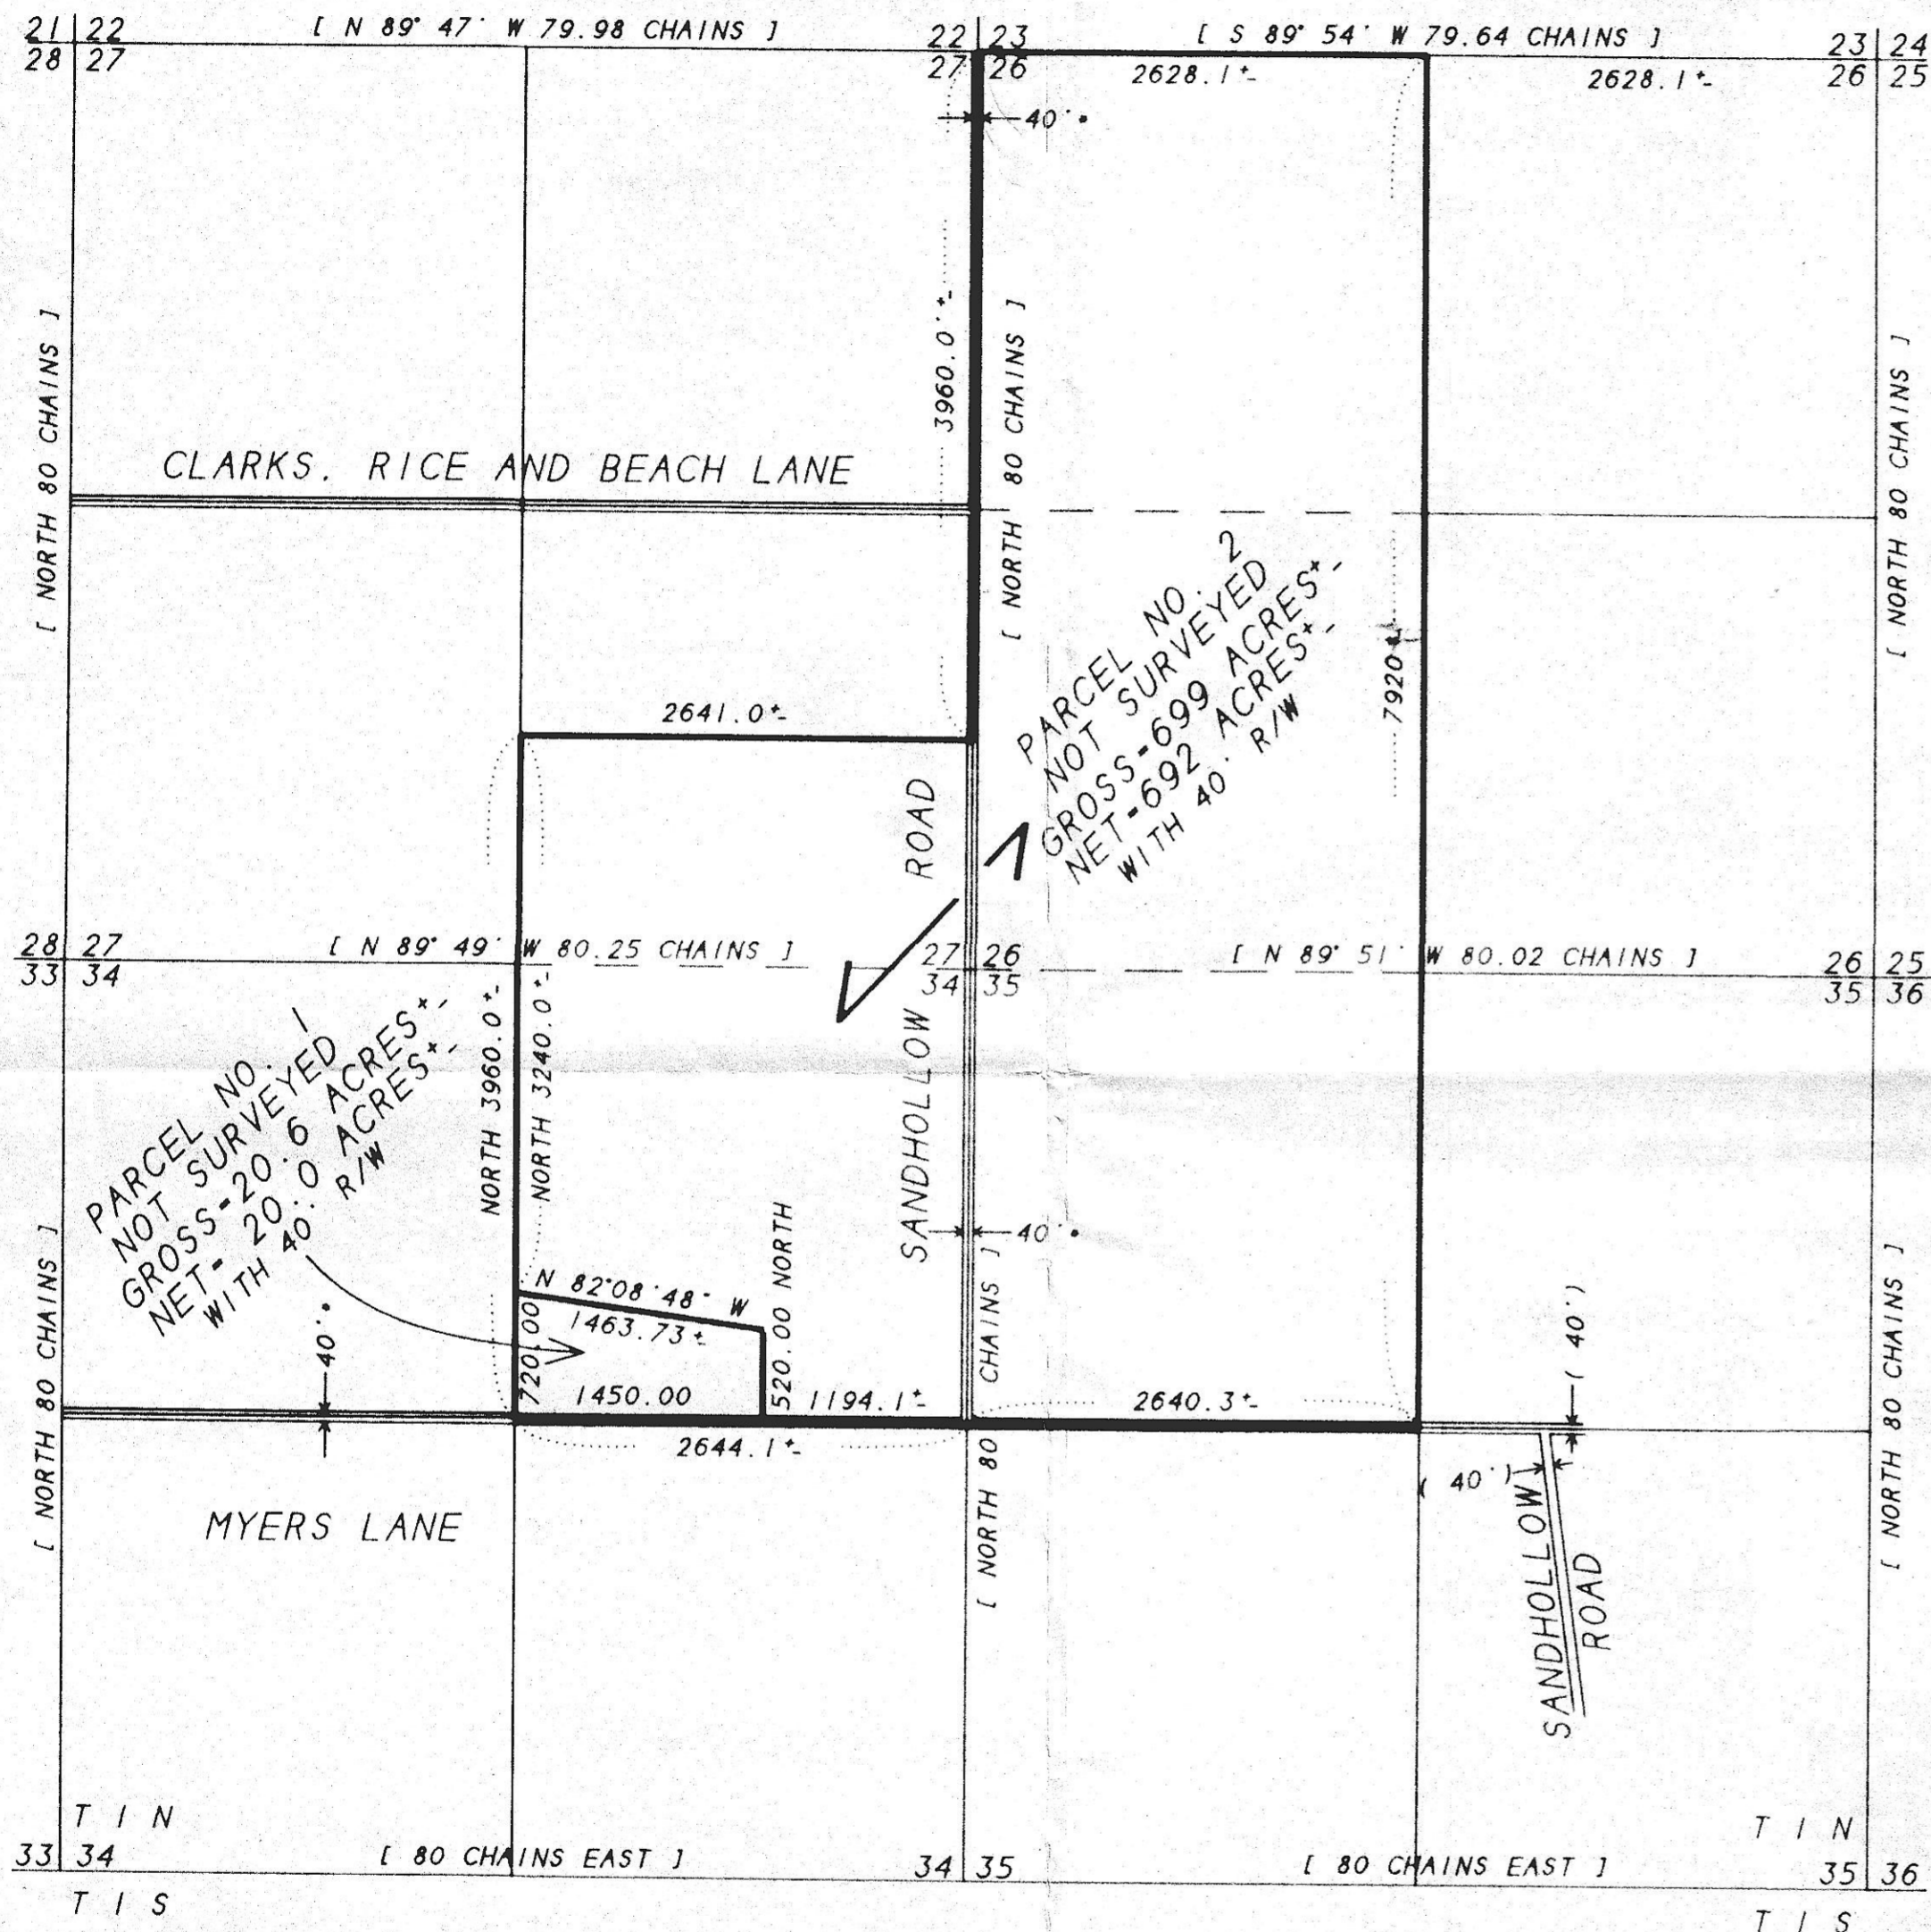 21 22 [ N 89° 47' W 79.98 CHAINS ] 22 23 [ S 89° 54' W 79.64 CHAINS ] 23 24
28 27 27 26 2628.1 +- 2628.1 +- 26 25
40' •
3960.0' +-
[ NORTH 80 CHAINS ]
[ NORTH 80 CHAINS ]
[ NORTH 80 CHAINS ]
CLARKS. RICE AND BEACH LANE
PARCEL NO. 2
NOT SURVEYED
GROSS-699 ACRES +-
NET-692 ACRES +-
WITH 40' R/W
7920 +-
2641.0 +-
ROAD
28 27 [ N 89° 49' W 80.25 CHAINS ] 27 26 [ N 89° 51' W 80.02 CHAINS ] 26 25
33 34 34 35 35 36
PARCEL NO. 1
NOT SURVEYED
GROSS-20.6 ACRES +-
NET- 20.0 ACRES +-
WITH 40' R/W
NORTH 3960.0 +-
NORTH 3240.0 +-
SANDHOLLOW
40' •
N 82°08'48" W
1463.73 +-
720.00
520.00 NORTH
40' •
1450.00
1194.1 +-
2640.3 +-
2644.1 +-
( 40' )
( 40' )
[ NORTH 80 CHAINS ]
[ NORTH 80 CHAINS ]
[ NORTH 80 CHAINS ]
MYERS LANE
SANDHOLLOW
ROAD
T 1 N T 1 N
33 34 [ 80 CHAINS EAST ] 34 35 [ 80 CHAINS EAST ] 35 36
T 1 S T 1 S